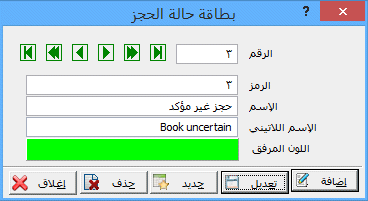 بطاقة حالة الحجز
الرقم ٣
الرمز ٣
الإسم حجز غير مؤكد
الإسم اللاتيني Book uncertain
اللون المرفق
إضافة تعديل جديد حذف إغلاق